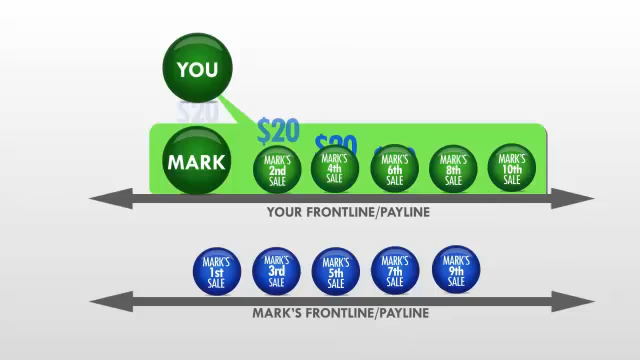 YOU
$20
$20
$20
MARK
MARK'S
2nd
SALE
MARK'S
4th
SALE
MARK'S
6th
SALE
MARK'S
8th
SALE
MARK'S
10th
SALE
YOUR FRONTLINE/PAYLINE
MARK'S
1st
SALE
MARK'S
3rd
SALE
MARK'S
5th
SALE
MARK'S
7th
SALE
MARK'S
9th
SALE
MARK'S FRONTLINE/PAYLINE